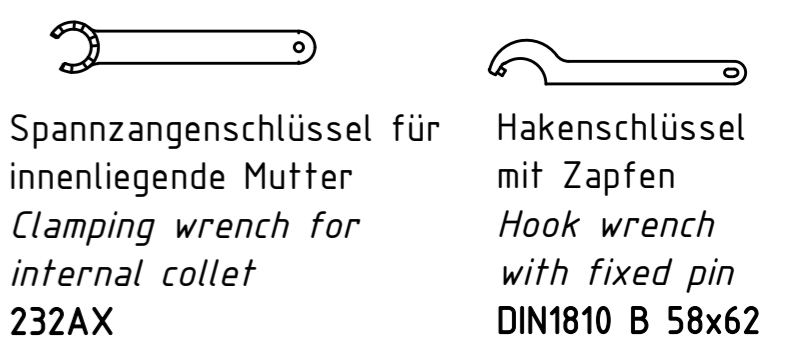 Spannzangenschlüssel für
innenliegende Mutter
Clamping wrench for
internal collet
232AX
Hakenschlüssel
mit Zapfen
Hook wrench
with fixed pin
DIN1810 B 58x62